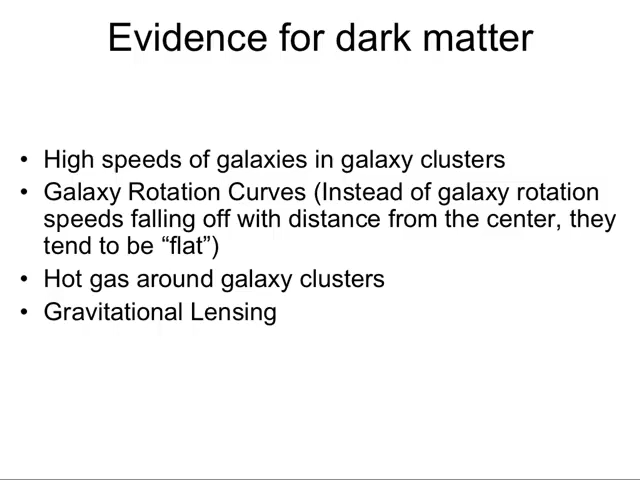 Evidence for dark matter
• High speeds of galaxies in galaxy clusters
• Galaxy Rotation Curves (Instead of galaxy rotation
speeds falling off with distance from the center, they
tend to be “flat”)
• Hot gas around galaxy clusters
• Gravitational Lensing